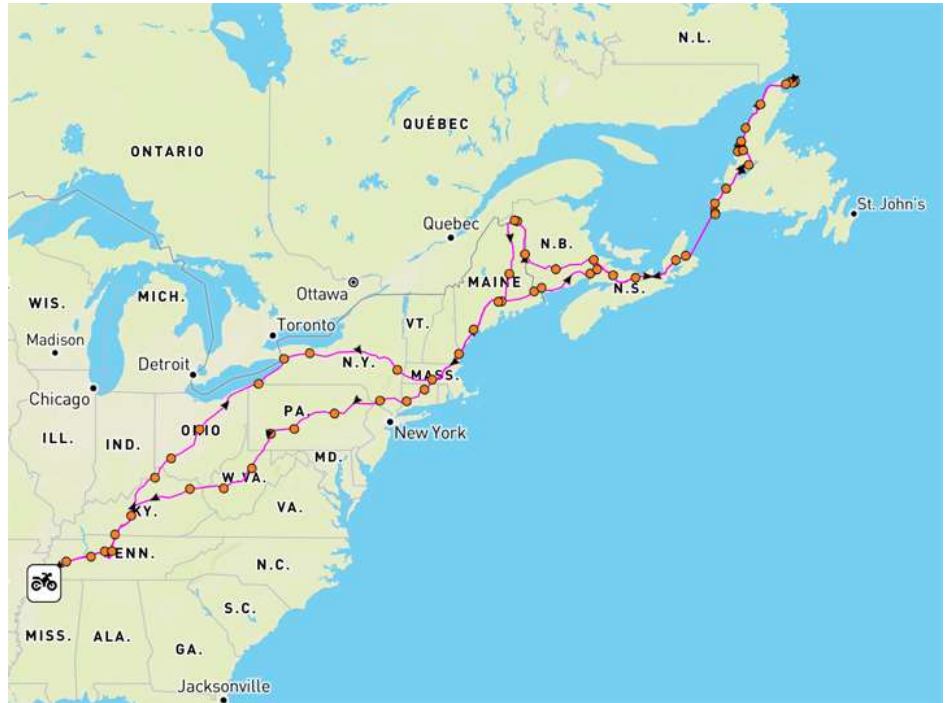 N.L.
QUÉBEC
ONTARIO
St. John's
Quebec
N.B.
MAINE
Ottawa
N.S.
WIS.
MICH.
VT.
Toronto
Madison
N.Y.
Detroit
MASS.
Chicago
PA.
New York
OHIO
ILL.
IND.
MD.
W.VA.
VA.
KY.
TENN.
N.C.
S.C.
MISS.
ALA.
GA.
Jacksonville